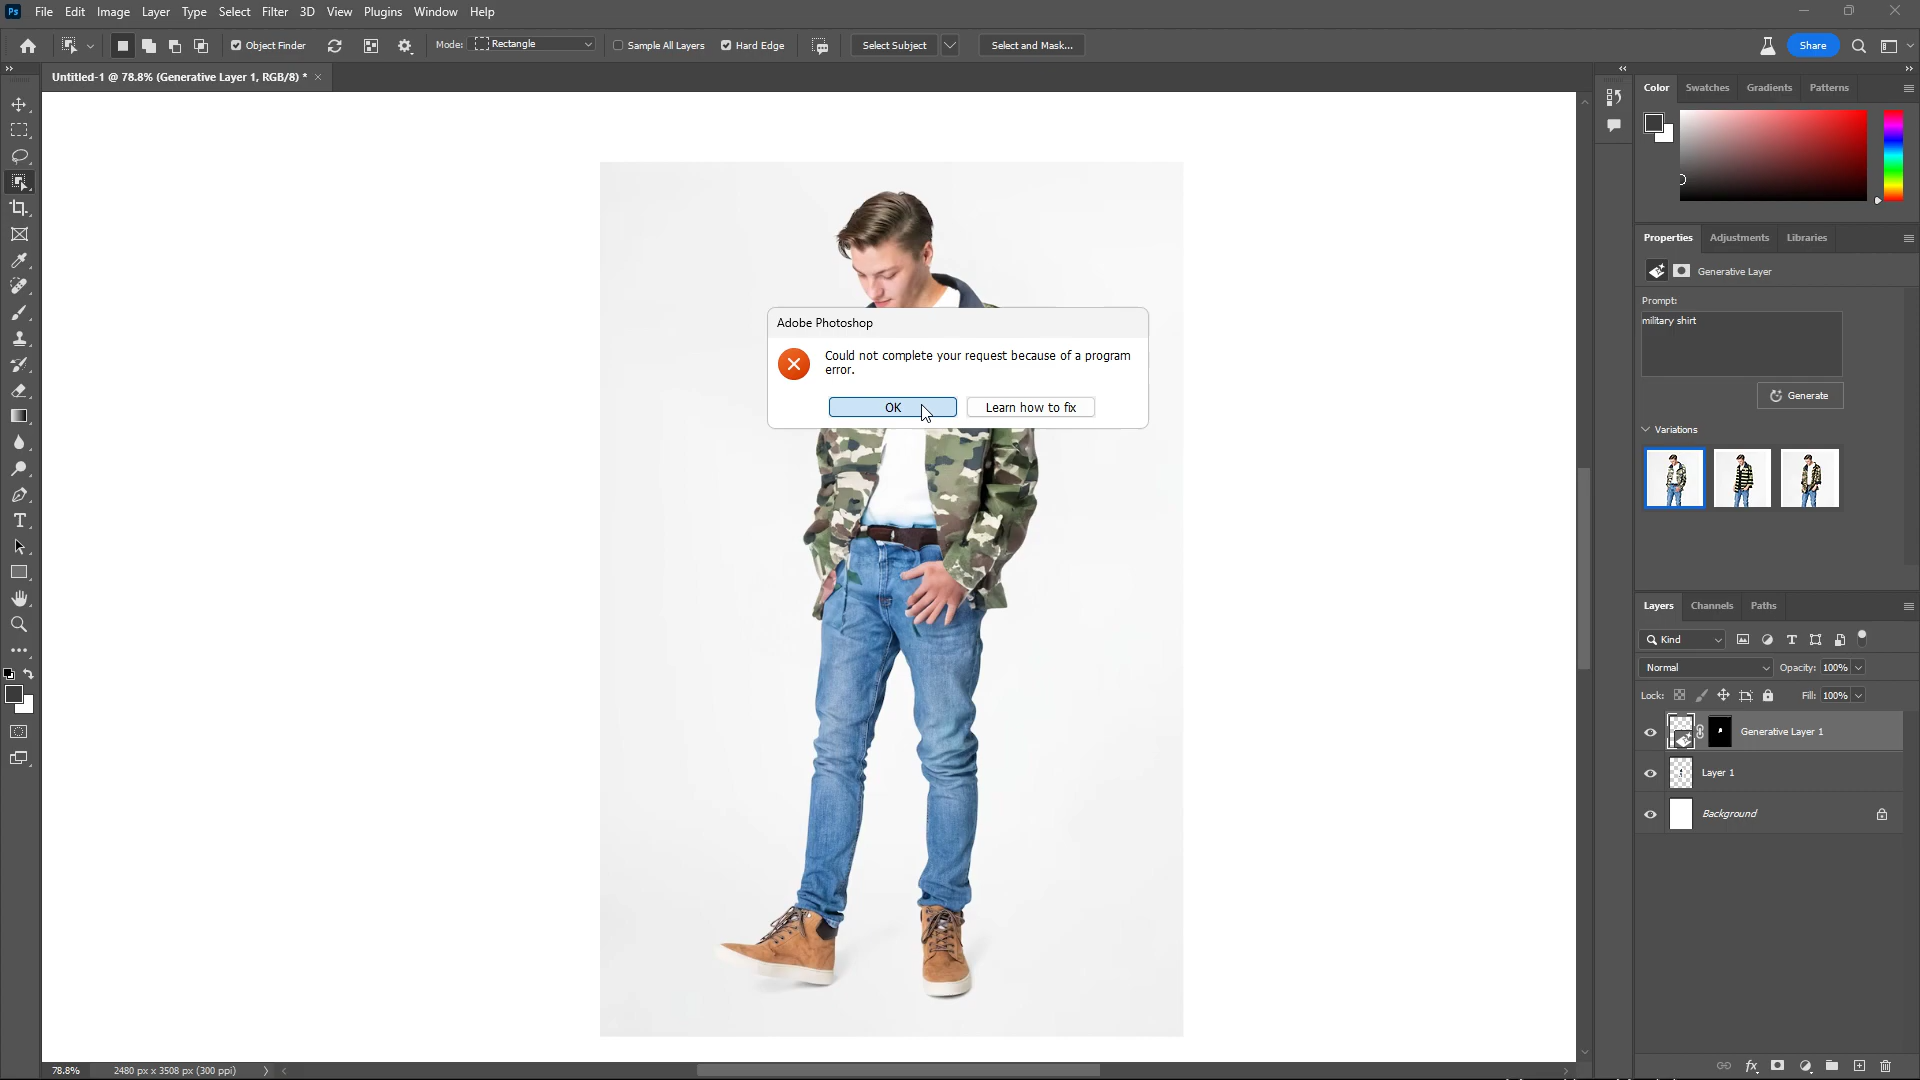 Ps File Edit Image Layer Type Select Filter 3D View Plugins Window Help
Object Finder Mode: Rectangle Sample All Layers Hard Edge Select Subject Select and Mask... Share
Untitled-1 @ 78.8% (Generative Layer 1, RGB/8) * ×
Color Swatches Gradients Patterns
Properties Adjustments Libraries
Generative Layer
Prompt:
military shirt
Generate
Variations
Adobe Photoshop
Could not complete your request because of a program
error.
OK Learn how to fix
Layers Channels Paths
Kind
Normal Opacity: 100%
Lock: Fill: 100%
Generative Layer 1
Layer 1
Background
78.8% 2480 px x 3508 px (300 ppi)